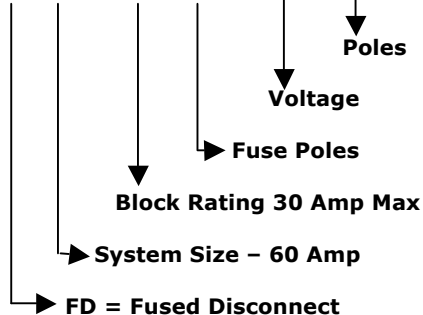 Poles
Voltage
Fuse Poles
Block Rating 30 Amp Max
System Size – 60 Amp
FD = Fused Disconnect